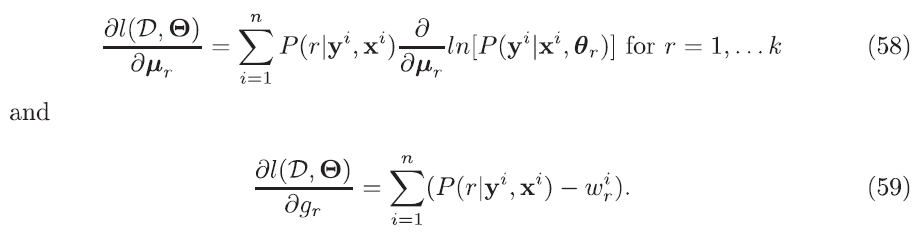 ∂l(𝒟, Θ)/∂μ_r = ∑_{i=1}^{n} P(r|y^i, x^i) ∂/∂μ_r ln[P(y^i|x^i, θ_r)] for r = 1, . . . k (58)
and
∂l(𝒟, Θ)/∂g_r = ∑_{i=1}^{n} (P(r|y^i, x^i) − w_r^i). (59)